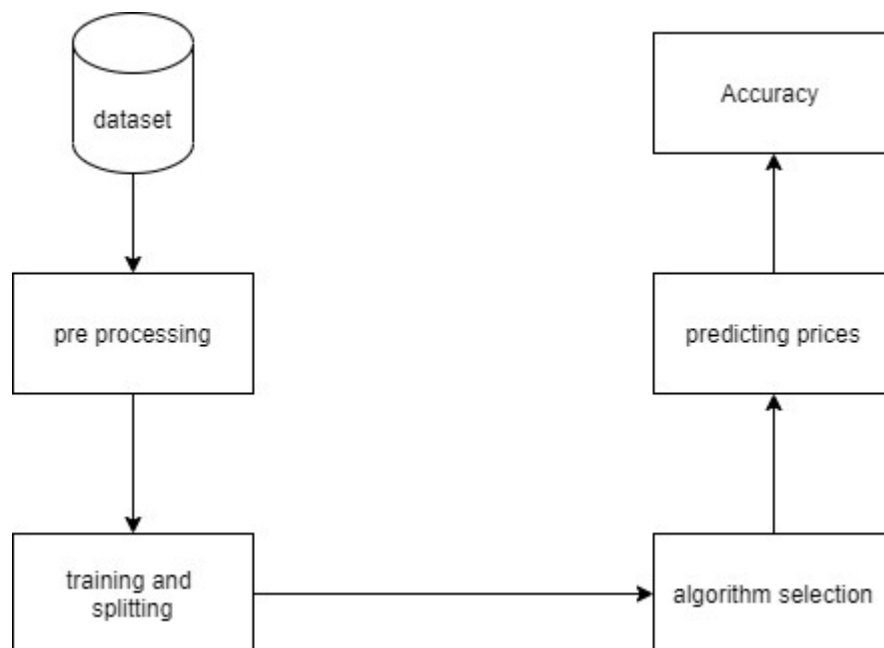 dataset
pre processing
training and
splitting
algorithm selection
predicting prices
Accuracy